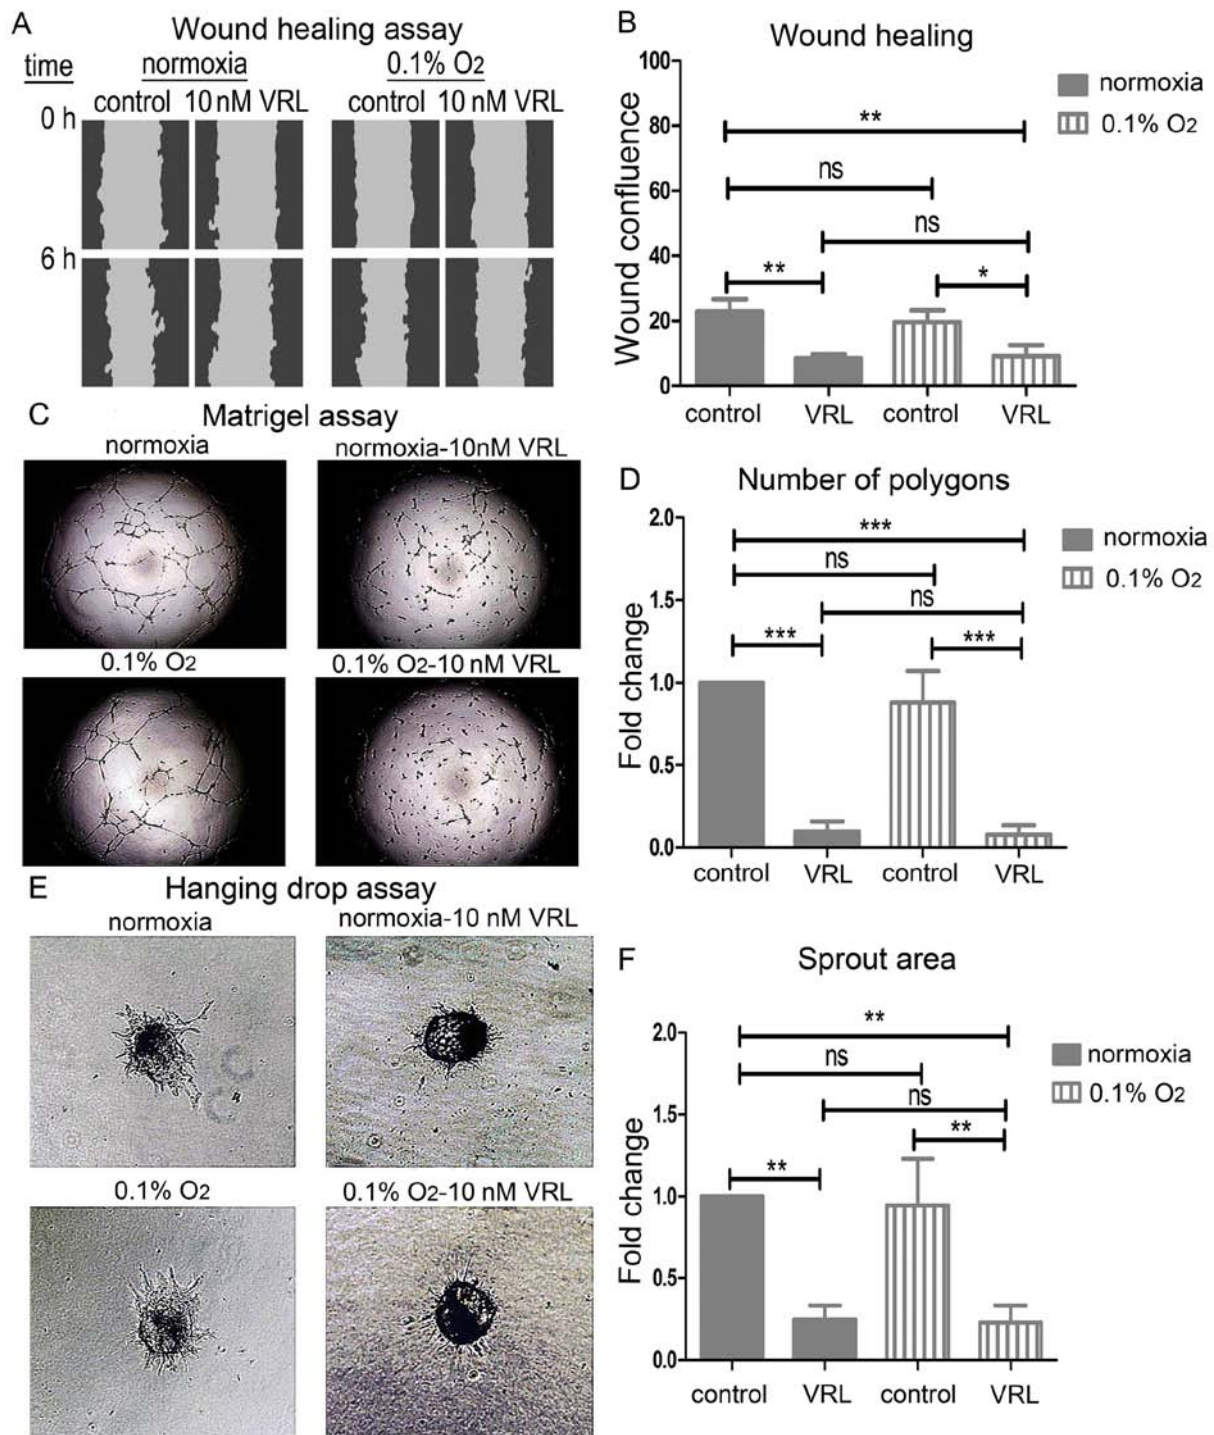 A
Wound healing assay
time
normoxia
0.1% O2
control 10 nM VRL
control 10 nM VRL
0 h
6 h
B
Wound healing
Wound confluence
100
80
60
40
20
0
**
ns
ns
**
*
control
VRL
control
VRL
normoxia
0.1% O2
C
Matrigel assay
normoxia
normoxia-10nM VRL
0.1% O2
0.1% O2-10 nM VRL
D
Number of polygons
Fold change
2.0
1.5
1.0
0.5
0.0
***
ns
ns
***
***
control
VRL
control
VRL
normoxia
0.1% O2
E
Hanging drop assay
normoxia
normoxia-10 nM VRL
0.1% O2
0.1% O2-10 nM VRL
F
Sprout area
Fold change
2.0
1.5
1.0
0.5
0.0
**
ns
ns
**
**
control
VRL
control
VRL
normoxia
0.1% O2